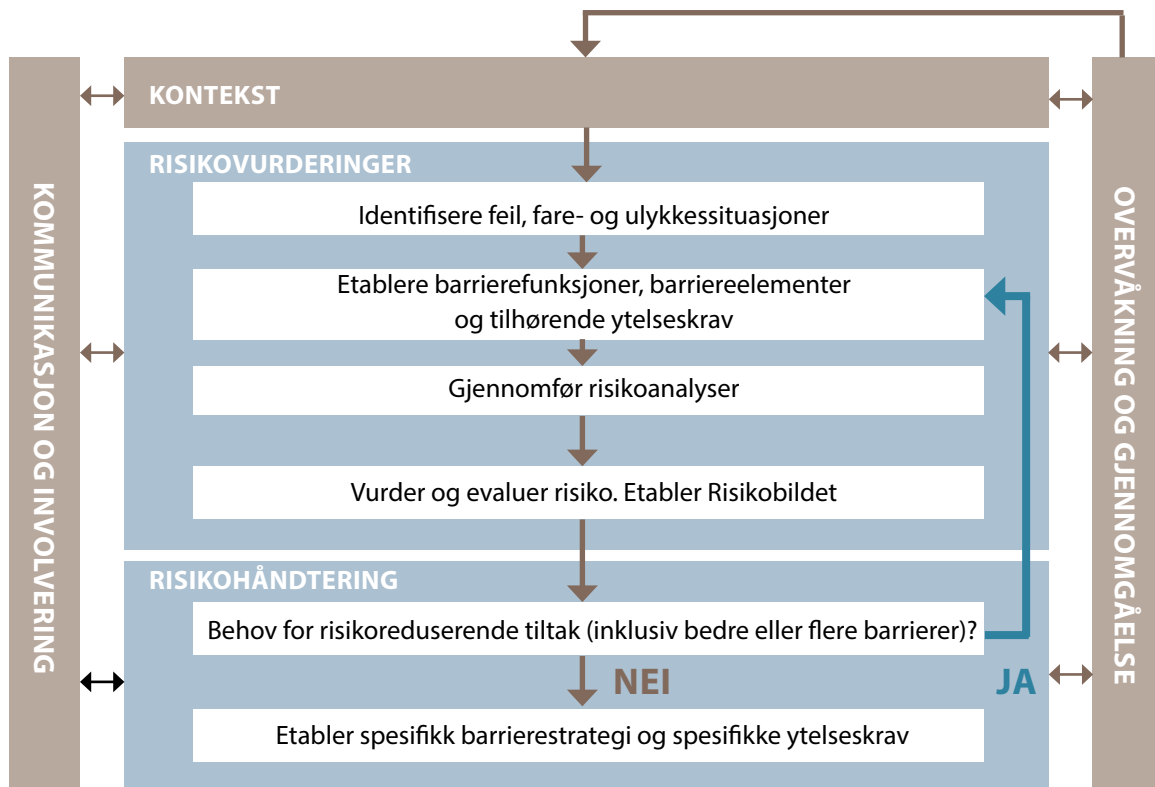 KOMMUNIKASJON OG INVOLVERING
KONTEKST
RISIKOVURDERINGER
Identifisere feil, fare- og ulykkessituasjoner
Etablere barrierefunksjoner, barriereelementer
og tilhørende ytelseskrav
Gjennomfør risikoanalyser
Vurder og evaluer risiko. Etabler Risikobildet
RISIKOHÅNDTERING
Behov for risikoreduserende tiltak (inklusiv bedre eller flere barrierer)?
NEI
JA
Etabler spesifikk barrierestrategi og spesifikke ytelseskrav
OVERVÅKNING OG GJENNOMGÅELSE